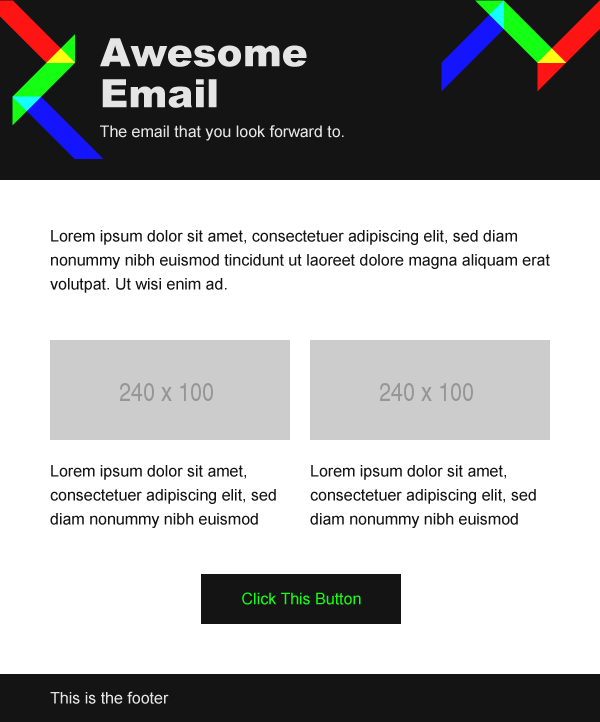 Awesome
Email
The email that you look forward to.
Lorem ipsum dolor sit amet, consectetuer adipiscing elit, sed diam
nonummy nibh euismod tincidunt ut laoreet dolore magna aliquam erat
volutpat. Ut wisi enim ad.
240 x 100
Lorem ipsum dolor sit amet,
consectetuer adipiscing elit, sed
diam nonummy nibh euismod
240 x 100
Lorem ipsum dolor sit amet,
consectetuer adipiscing elit, sed
diam nonummy nibh euismod
Click This Button
This is the footer